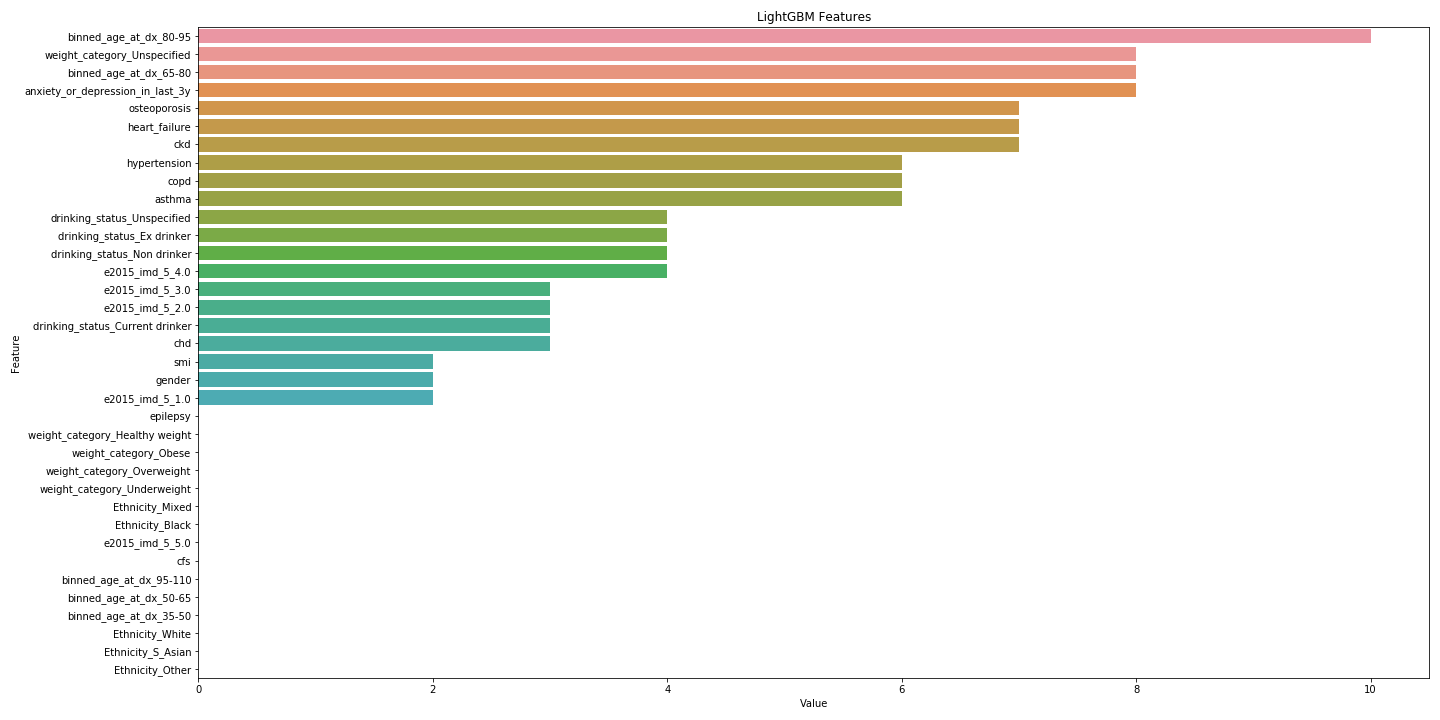 LightGBM Features
binned_age_at_dx_80-95
weight_category_Unspecified
binned_age_at_dx_65-80
anxiety_or_depression_in_last_3y
osteoporosis
heart_failure
ckd
hypertension
copd
asthma
drinking_status_Unspecified
drinking_status_Ex drinker
drinking_status_Non drinker
e2015_imd_5_4.0
e2015_imd_5_3.0
e2015_imd_5_2.0
drinking_status_Current drinker
chd
smi
gender
e2015_imd_5_1.0
epilepsy
weight_category_Healthy weight
weight_category_Obese
weight_category_Overweight
weight_category_Underweight
Ethnicity_Mixed
Ethnicity_Black
e2015_imd_5_5.0
cfs
binned_age_at_dx_95-110
binned_age_at_dx_50-65
binned_age_at_dx_35-50
Ethnicity_White
Ethnicity_S_Asian
Ethnicity_Other
Feature
0 2 4 6 8 10
Value